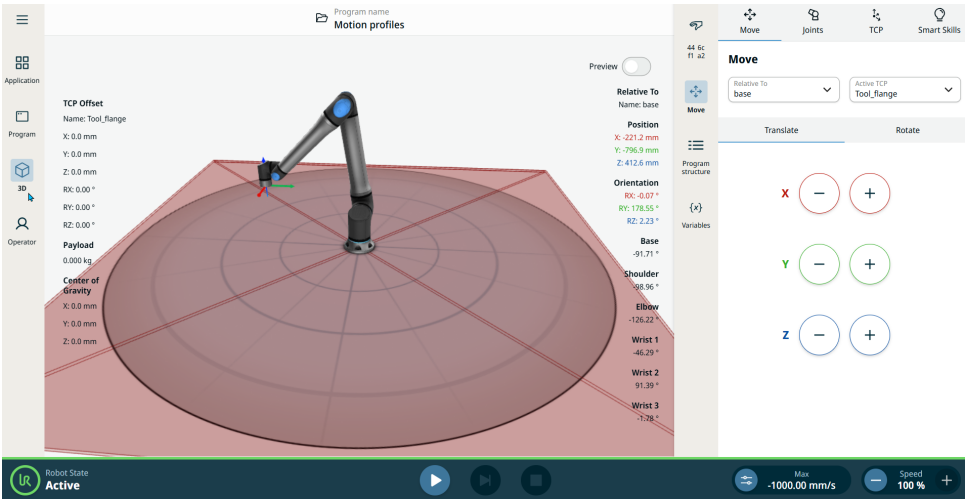 Program name
Motion profiles
Application
Program
3D
Operator
TCP Offset
Name: Tool_flange
X: 0.0 mm
Y: 0.0 mm
Z: 0.0 mm
RX: 0.00 °
RY: 0.00 °
RZ: 0.00 °
Payload
0.000 kg
Center of
Gravity
X: 0.0 mm
Y: 0.0 mm
Z: 0.0 mm
Preview
Relative To
Name: base
Position
X: -221.2 mm
Y: -796.9 mm
Z: 412.6 mm
Orientation
RX: -0.07 °
RY: 178.55 °
RZ: 2.23 °
Base
-91.71 °
Shoulder
-98.96 °
Elbow
-126.22 °
Wrist 1
-46.29 °
Wrist 2
91.39 °
Wrist 3
-1.78 °
44 6c
f1 a2
Move
Program
structure
{x}
Variables
Move
Joints
TCP
Smart Skills
Move
Relative To
base
Active TCP
Tool_flange
Translate
Rotate
X − +
Y − +
Z − +
UR
Robot State
Active
Max
-1000.00 mm/s
− Speed +
100 %